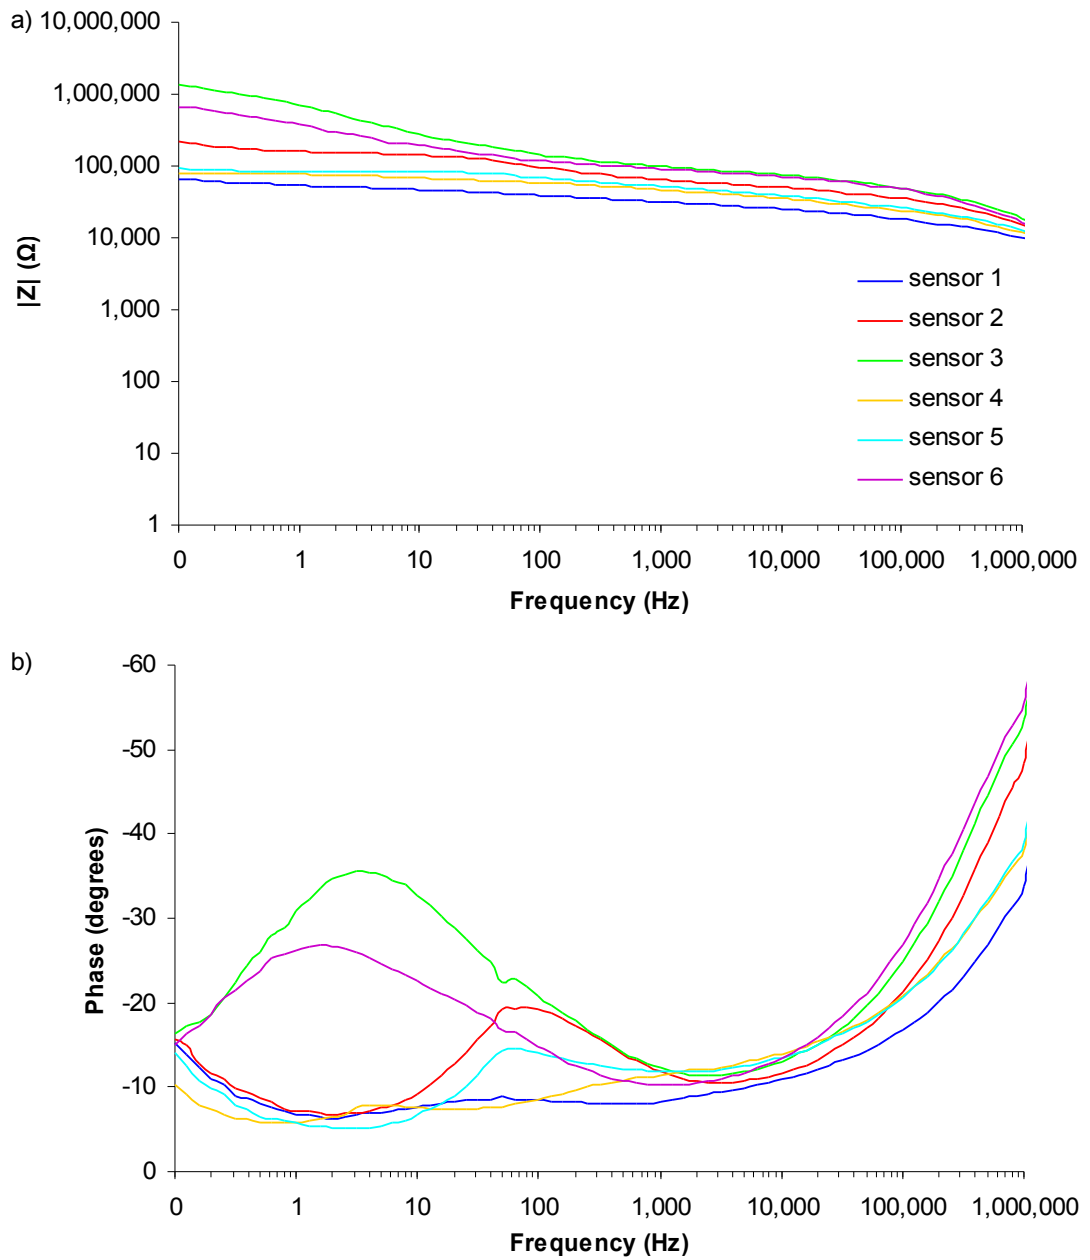 a)
10,000,000
1,000,000
100,000
10,000
1,000
100
10
1
|Z| (Ω)
sensor 1
sensor 2
sensor 3
sensor 4
sensor 5
sensor 6
0 1 10 100 1,000 10,000 100,000 1,000,000
Frequency (Hz)
b)
-60
-50
-40
-30
-20
-10
0
Phase (degrees)
0 1 10 100 1,000 10,000 100,000 1,000,000
Frequency (Hz)